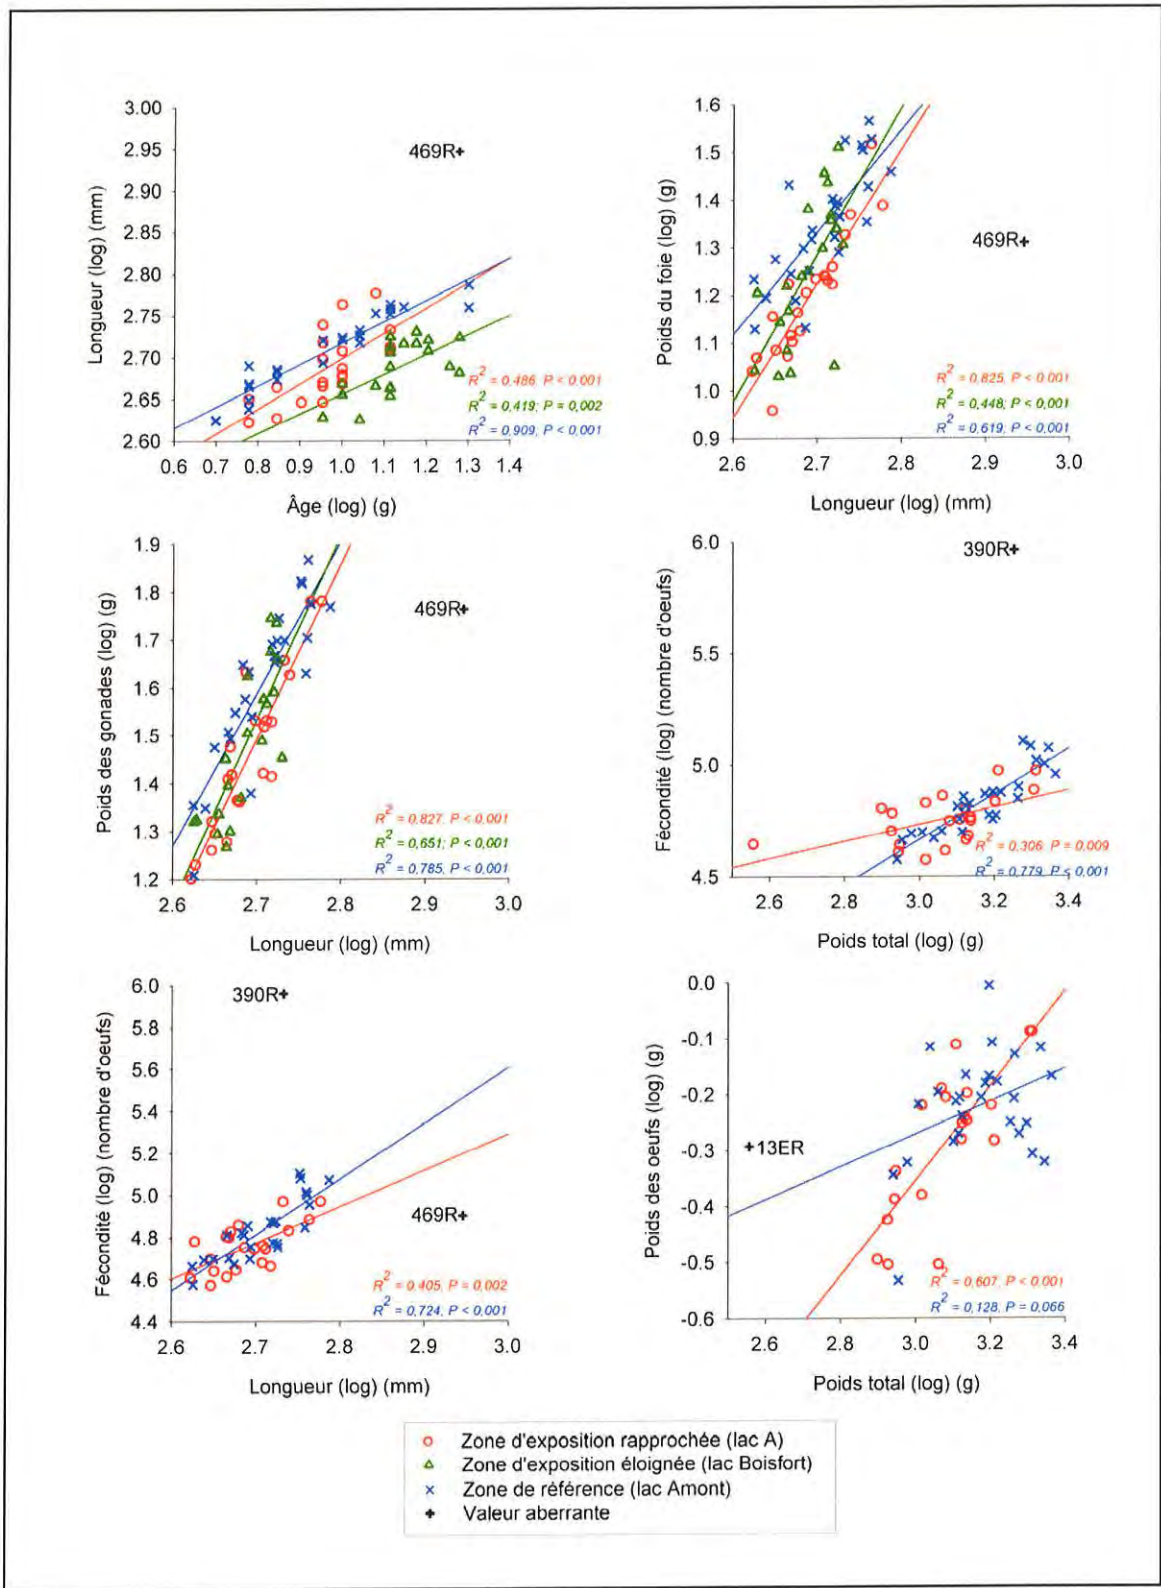 3.00
2.95
2.90
2.85
2.80
2.75
2.70
2.65
2.60
Longueur (log) (mm)
469R+
R² = 0,486, P < 0,001
R² = 0,419; P = 0,002
R² = 0,909; P < 0,001
0.6 0.7 0.8 0.9 1.0 1.1 1.2 1.3 1.4
Âge (log) (g)
1.6
1.5
1.4
1.3
1.2
1.1
1.0
0.9
Poids du foie (log) (g)
469R+
R² = 0,825, P < 0,001
R² = 0,448; P < 0,001
R² = 0,619; P < 0,001
2.6 2.7 2.8 2.9 3.0
Longueur (log) (mm)
1.9
1.8
1.7
1.6
1.5
1.4
1.3
1.2
Poids des gonades (log) (g)
469R+
R² = 0,827, P < 0,001
R² = 0,651; P < 0,001
R² = 0,785, P < 0,001
2.6 2.7 2.8 2.9 3.0
Longueur (log) (mm)
6.0
5.5
5.0
4.5
Fécondité (log) (nombre d'oeufs)
390R+
R² = 0,306, P = 0,009
R² = 0,779, P < 0,001
2.6 2.8 3.0 3.2 3.4
Poids total (log) (g)
6.0
5.8
5.6
5.4
5.2
5.0
4.8
4.6
4.4
Fécondité (log) (nombre d'oeufs)
390R+
469R+
R² = 0,405, P = 0,002
R² = 0,724, P < 0,001
2.6 2.7 2.8 2.9 3.0
Longueur (log) (mm)
0.0
-0.1
-0.2
-0.3
-0.4
-0.5
-0.6
Poids des oeufs (log) (g)
+13ER
R² = 0,607, P < 0,001
R² = 0,128, P = 0,066
2.6 2.8 3.0 3.2 3.4
Poids total (log) (g)
Zone d'exposition rapprochée (lac A)
Zone d'exposition éloignée (lac Boisfort)
Zone de référence (lac Amont)
Valeur aberrante